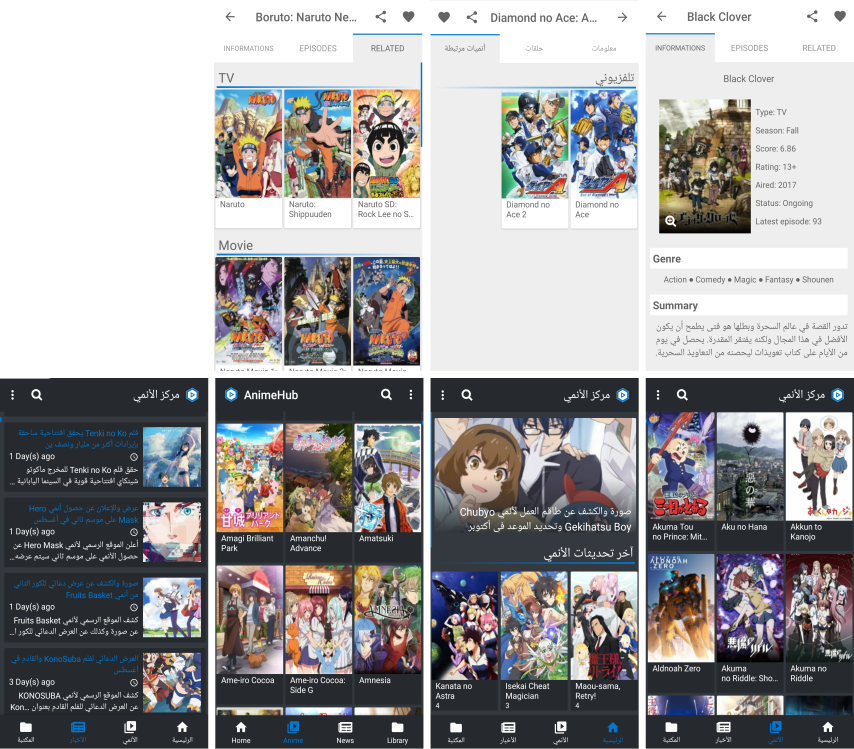 Boruto: Naruto Ne...
INFORMATIONS
EPISODES
RELATED
TV
Naruto
Naruto:
Shippuuden
Naruto SD:
Rock Lee no S...
Movie
Diamond no Ace: A...
معلومات
حلقات
أنميات مرتبطة
تلفزيوني
Diamond no
Ace 2
Diamond no
Ace
Black Clover
INFORMATIONS
EPISODES
RELATED
Black Clover
Type: TV
Season: Fall
Score: 6.86
Rating: 13+
Aired: 2017
Status: Ongoing
Latest episode: 93
Genre
Action ● Comedy ● Magic ● Fantasy ● Shounen
Summary
تدور القصة في عالم السحرة وبطلها هو فتى يطمح أن يكون
الأفضل في هذا المجال ولكنه يفتقر المقدرة. يحصل في يوم
من الأيام على كتاب تعويذات ليحصنه من التعاويذ السحرية.
مركز الأنمي
فلم Tenki no Ko يحقق افتتاحية ساحقة
بإيرادات أكثر من مليار ونصف ين
1 Day(s) ago
حقق فلم Tenki no Ko للمخرج ماكوتو
شينكاي افتتاحية قوية في السينما اليابانية ...
عرض والإعلان عن حصول أنمي Hero
Mask على موسم ثاني في أغسطس
1 Day(s) ago
أعلن الموقع الرسمي لأنمي Hero Mask عن
حصول الأنمي على موسم ثاني سيتم عرضه...
صورة والكشف عن عرض دعائي للكور الثاني
من أنمي Fruits Basket
1 Day(s) ago
كشف الموقع الرسمي لأنمي Fruits Basket
عن صورة وكذلك عن العرض الدعائي للكور ا...
العرض الدعائي لفلم KonoSuba والقادم في
أغسطس
3 Day(s) ago
كشف الموقع الرسمي لأنمي KONOSUBA
عن العرض الدعائي للفلم القادم بعنوان Kon...
الرئيسية
الأنمي
الأخبار
المكتبة
AnimeHub
Amagi Brilliant
Park
Amanchu!
Advance
Amatsuki
Ame-iro Cocoa
Ame-iro Cocoa:
Side G
Amnesia
Home
Anime
News
Library
مركز الأنمي
صورة والكشف عن طاقم العمل لأنمي Chubyo
Gekihatsu Boy وتحديد الموعد في أكتوبر
آخر تحديثات الأنمي
Kanata no
Astra
4
Isekai Cheat
Magician
3
Maou-sama,
Retry!
4
الرئيسية
الأنمي
الأخبار
المكتبة
مركز الأنمي
Akuma Tou
no Prince: Mit...
Aku no Hana
Akkun to
Kanojo
Aldnoah Zero
Akuma
no Riddle: Sho...
Akuma no
Riddle
الرئيسية
الأنمي
الأخبار
المكتبة